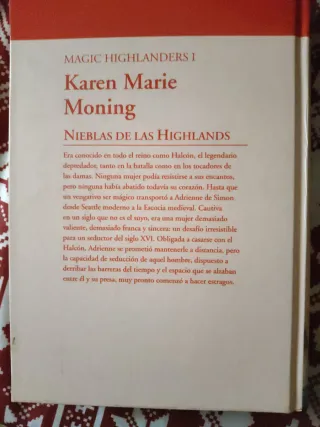 MAGIC HIGHLANDERS I
Karen Marie
Moning
NIEBLAS DE LAS HIGHLANDS
Era conocido en todo el reino como Halcón, el legendario
depredador, tanto en la batalla como en los tocadores de
las damas. Ninguna mujer podía resistirse a sus encantos,
pero ninguna había abatido todavía su corazón. Hasta que
un vengativo ser mágico transportó a Adrienne de Simon
desde Seattle moderno a la Escocia medieval. Cautiva
en un siglo que no es el suyo, era una mujer demasiado
valiente, demasiado franca y sincera: un desafío irresistible
para un seductor del siglo XVI. Obligada a casarse con el
Halcón, Adrienne se prometió mantenerle a distancia, pero
la capacidad de seducción de aquel hombre, dispuesto a
derribar las barreras del tiempo y el espacio que se alzaban
entre él y su presa, muy pronto comenzó a hacer estragos.